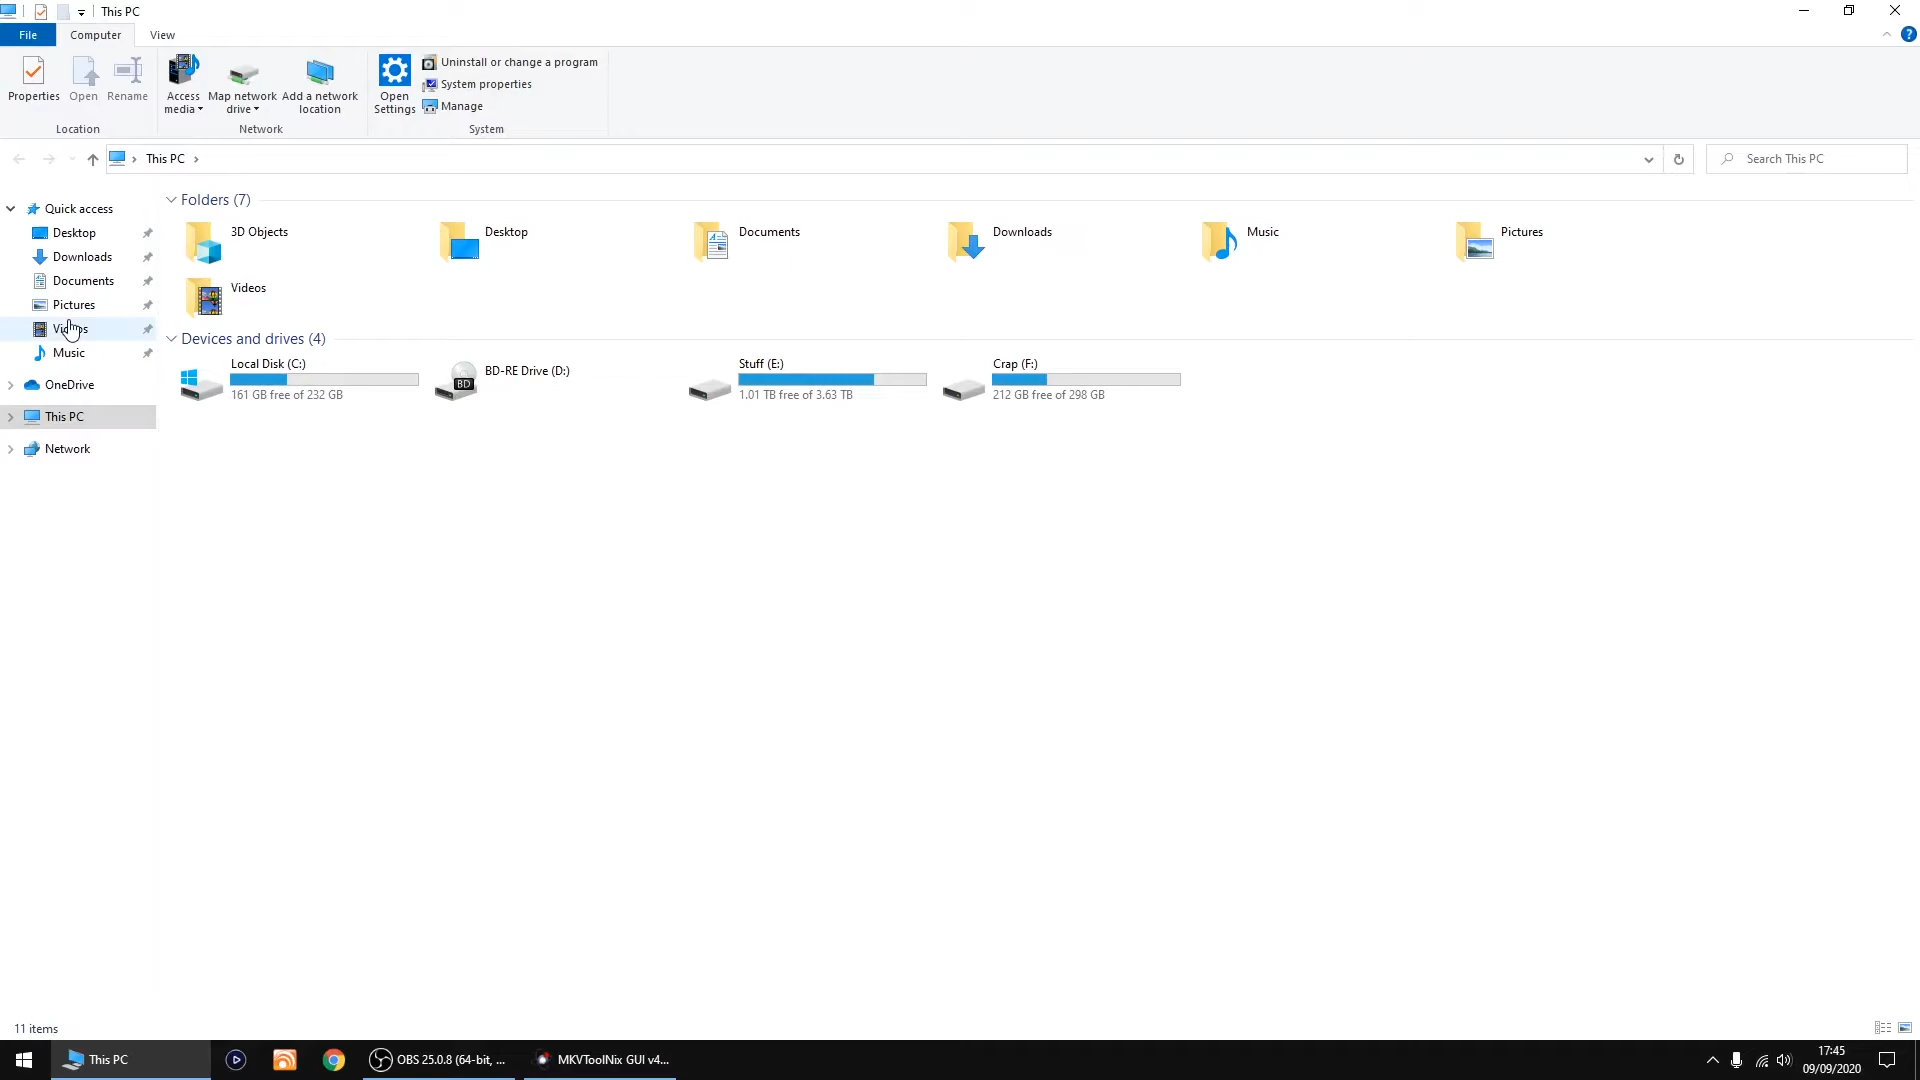 This PC
File
Computer
View
Properties
Open
Rename
Access media
Map network drive
Add a network location
Open Settings
Uninstall or change a program
System properties
Manage
Location
Network
System
This PC
Search This PC
Quick access
Desktop
Downloads
Documents
Pictures
Videos
Music
OneDrive
This PC
Network
Folders (7)
3D Objects
Desktop
Documents
Downloads
Music
Pictures
Videos
Devices and drives (4)
Local Disk (C:)
161 GB free of 232 GB
BD
BD-RE Drive (D:)
Stuff (E:)
1.01 TB free of 3.63 TB
Crap (F:)
212 GB free of 298 GB
11 items
This PC
OBS 25.0.8 (64-bit, ...
MKVToolNix GUI v4...
17:45
09/09/2020